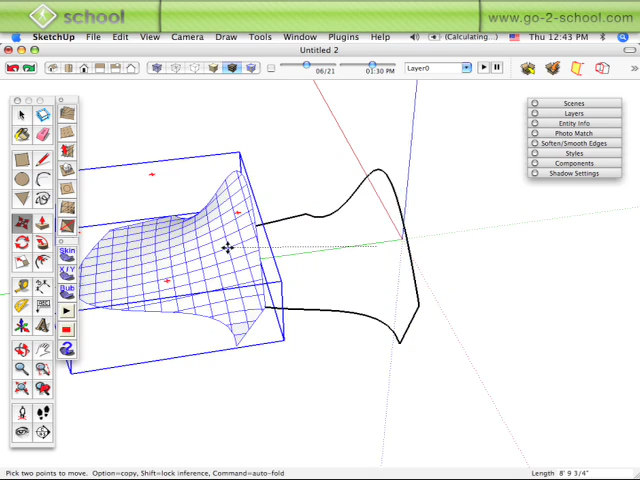 school
www.go-2-school.com
SketchUp File Edit View Camera Draw Tools Window Plugins Help (Calculating... Thu 12:43 PM
Untitled 2
06/21 01:30 PM Layer0
Scenes
Layers
Entity Info
Photo Match
Soften/Smooth Edges
Styles
Components
Shadow Settings
Skin
X/Y
Bub
Pick two points to move. Option=copy, Shift=lock inference, Command=auto-fold
Length 8' 9 3/4"